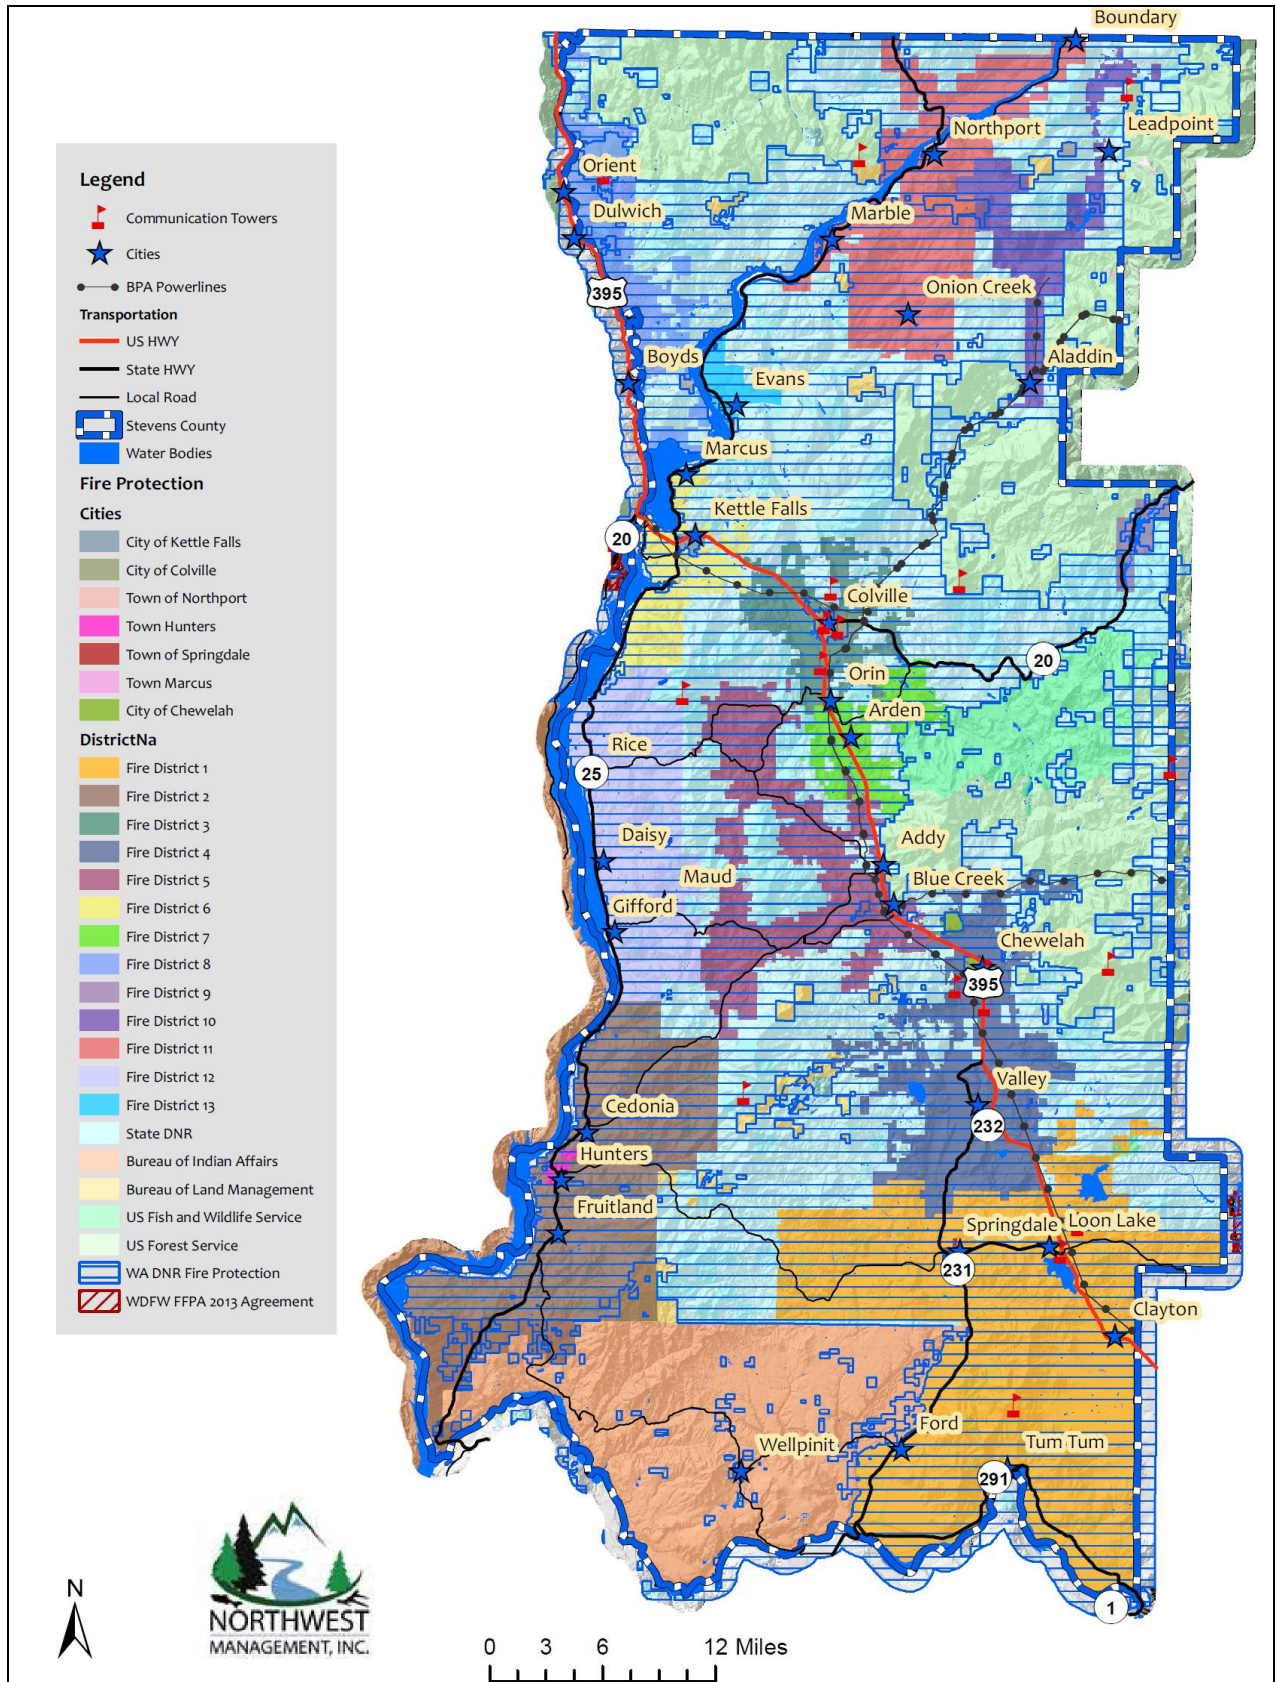 Boundary
Northport
Leadpoint
Orient
Dulwich
Marble
395
Onion Creek
Boyds
Aladdin
Evans
Marcus
Kettle Falls
20
Colville
20
Orin
Arden
Rice
25
Daisy
Addy
Maud
Blue Creek
Gifford
Chewelah
395
Valley
Cedonia
232
Hunters
Fruitland
Springdale
Loon Lake
231
Clayton
Ford
Tum Tum
Wellpinit
291
1
Legend
Communication Towers
Cities
BPA Powerlines
Transportation
US HWY
State HWY
Local Road
Stevens County
Water Bodies
Fire Protection
Cities
City of Kettle Falls
City of Colville
Town of Northport
Town Hunters
Town of Springdale
Town Marcus
City of Chewelah
DistrictNa
Fire District 1
Fire District 2
Fire District 3
Fire District 4
Fire District 5
Fire District 6
Fire District 7
Fire District 8
Fire District 9
Fire District 10
Fire District 11
Fire District 12
Fire District 13
State DNR
Bureau of Indian Affairs
Bureau of Land Management
US Fish and Wildlife Service
US Forest Service
WA DNR Fire Protection
WDFW FFPA 2013 Agreement
N
NORTHWEST
MANAGEMENT, INC.
0 3 6 12 Miles